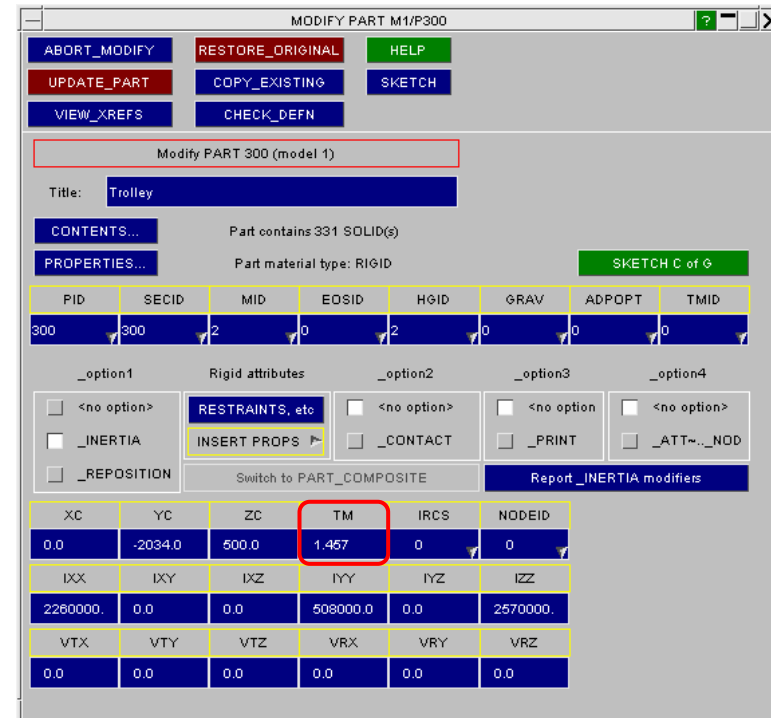 MODIFY PART M1/P300 ?
ABORT_MODIFY RESTORE_ORIGINAL HELP
UPDATE_PART COPY_EXISTING SKETCH
VIEW_XREFS CHECK_DEFN
Modify PART 300 (model 1)
Title: Trolley
CONTENTS... Part contains 331 SOLID(s)
PROPERTIES... Part material type: RIGID SKETCH C of G
PID SECID MID EOSID HGID GRAV ADPOPT TMID
300 300 2 0 2 0 0 0
_option1 Rigid attributes _option2 _option3 _option4
<no option> RESTRAINTS, etc <no option> <no option <no option>
_INERTIA INSERT PROPS _CONTACT _PRINT _ATT~.._NOD
_REPOSITION Switch to PART_COMPOSITE Report _INERTIA modifiers
XC YC ZC TM IRCS NODEID
0.0 -2034.0 500.0 1.457 0 0
IXX IXY IXZ IYY IYZ IZZ
2260000. 0.0 0.0 508000.0 0.0 2570000.
VTX VTY VTZ VRX VRY VRZ
0.0 0.0 0.0 0.0 0.0 0.0